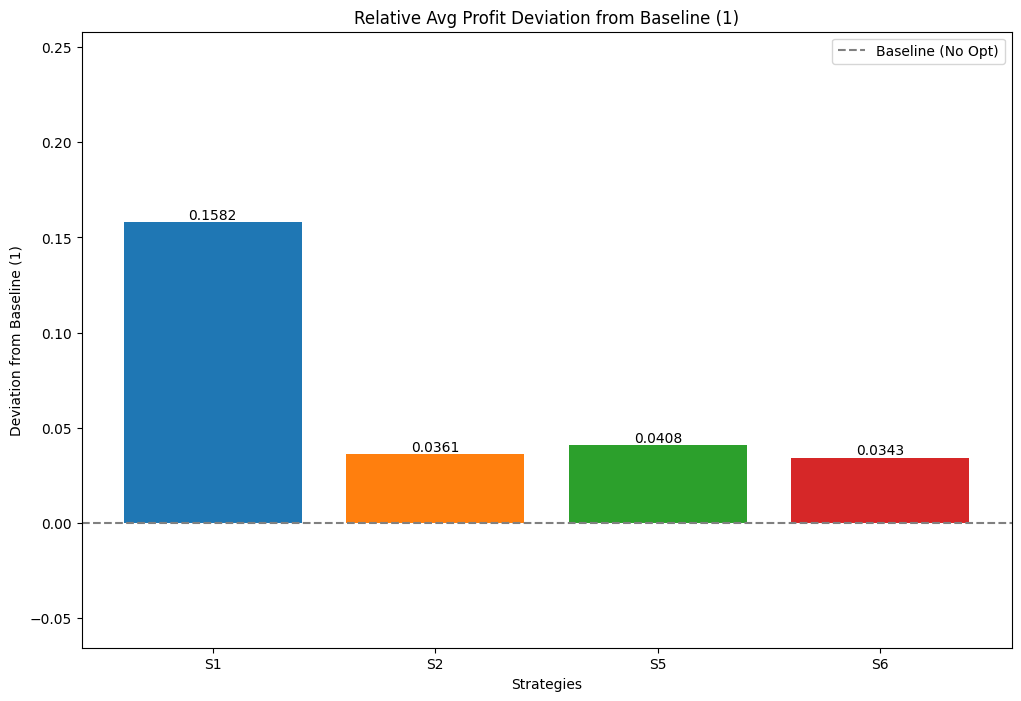 Relative Avg Profit Deviation from Baseline (1)
Baseline (No Opt)
0.25
0.20
0.15
0.10
0.05
0.00
−0.05
Deviation from Baseline (1)
0.1582
0.0361
0.0408
0.0343
S1
S2
S5
S6
Strategies